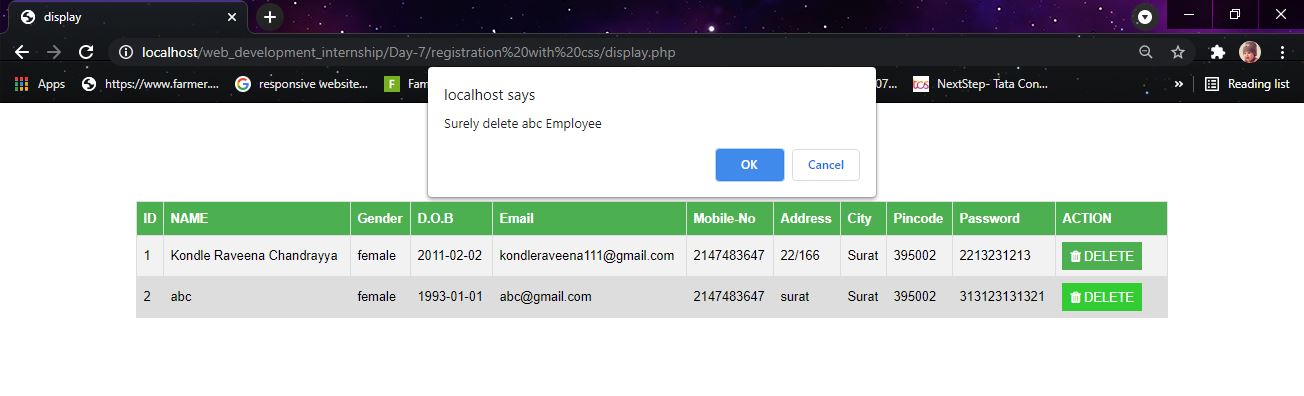 display
localhost/web_development_internship/Day-7/registration%20with%20css/display.php
Apps https://www.farmer.... responsive website... F Fam 07... tcs NextStep- Tata Con... » Reading list
localhost says
Surely delete abc Employee
OK Cancel
ID NAME Gender D.O.B Email Mobile-No Address City Pincode Password ACTION
1 Kondle Raveena Chandrayya female 2011-02-02 kondleraveena111@gmail.com 2147483647 22/166 Surat 395002 2213231213 DELETE
2 abc female 1993-01-01 abc@gmail.com 2147483647 surat Surat 395002 313123131321 DELETE